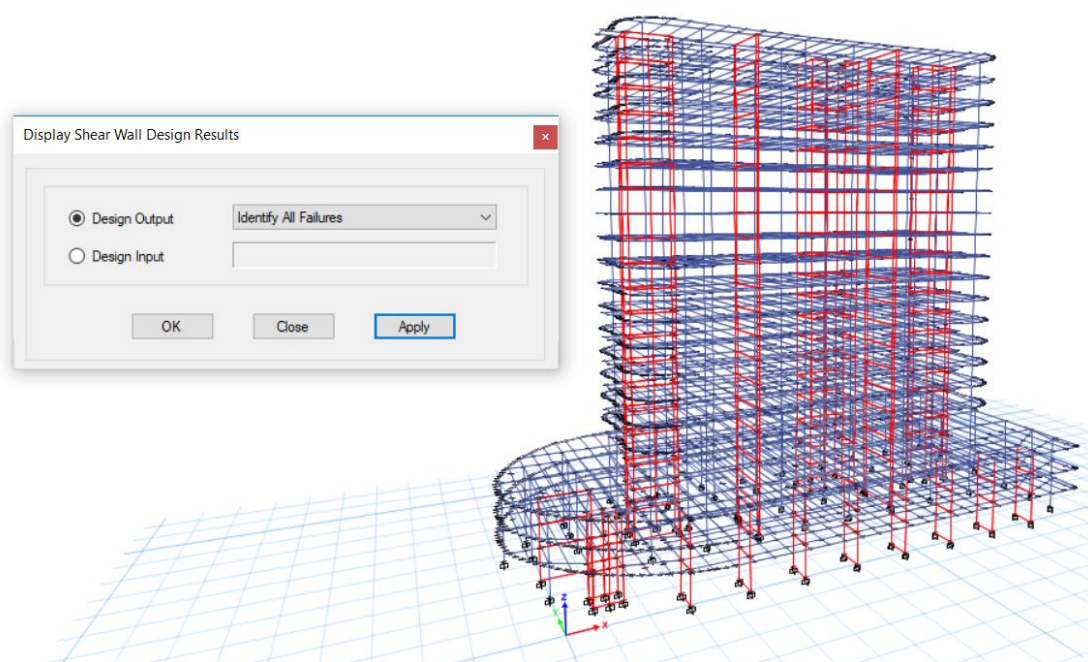 Display Shear Wall Design Results
Design Output
Identify All Failures
Design Input
OK
Close
Apply
Z
Y
X